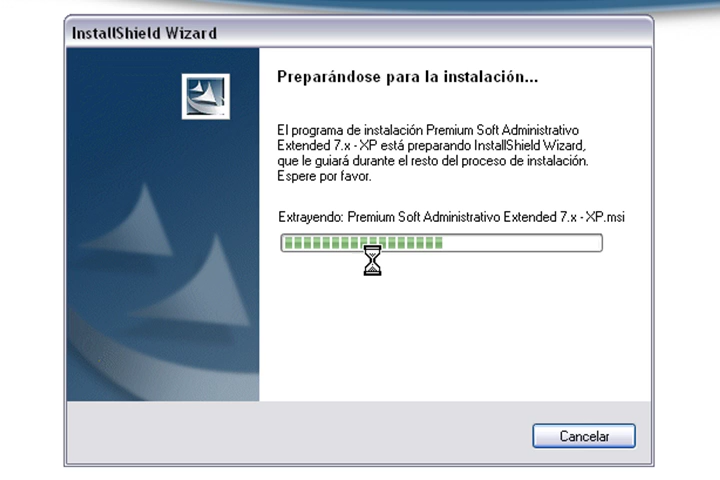 InstallShield Wizard
Preparándose para la instalación...
El programa de instalación Premium Soft Administrativo
Extended 7.x - XP está preparando InstallShield Wizard,
que le guiará durante el resto del proceso de instalación.
Espere por favor.
Extrayendo: Premium Soft Administrativo Extended 7.x - XP.msi
Cancelar